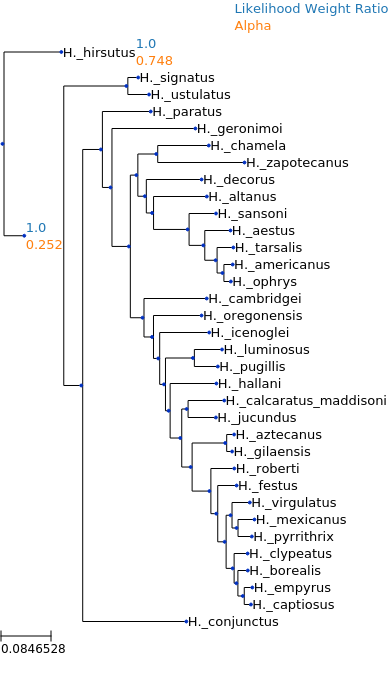 Likelihood Weight Ratio
Alpha
1.0
H._hirsutus
0.748
H._signatus
H._ustulatus
H._paratus
H._geronimoi
H._chamela
H._zapotecanus
H._decorus
H._altanus
H._sansoni
H._aestus
1.0
H._tarsalis
0.252
H._americanus
H._ophrys
H._cambridgei
H._oregonensis
H._icenoglei
H._luminosus
H._pugillis
H._hallani
H._calcaratus_maddisoni
H._jucundus
H._aztecanus
H._gilaensis
H._roberti
H._festus
H._virgulatus
H._mexicanus
H._pyrrithrix
H._clypeatus
H._borealis
H._empyrus
H._captiosus
H._conjunctus
0.0846528